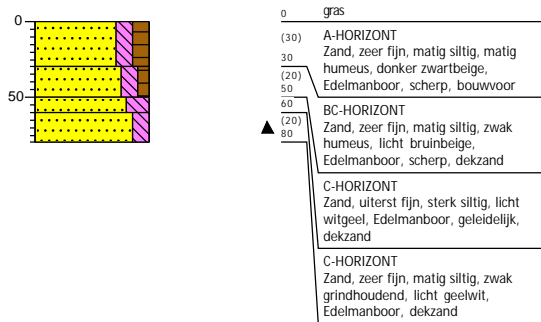 0
50
0
(30)
30
(20)
50
60
(20)
80
gras
A-HORIZONT
Zand, zeer fijn, matig siltig, matig
humeus, donker zwartbeige,
Edelmanboor, scherp, bouwvoor
BC-HORIZONT
Zand, zeer fijn, matig siltig, zwak
humeus, licht bruinbeige,
Edelmanboor, scherp, dekzand
C-HORIZONT
Zand, uiterst fijn, sterk siltig, licht
witgeel, Edelmanboor, geleidelijk,
dekzand
C-HORIZONT
Zand, zeer fijn, matig siltig, zwak
grindhoudend, licht geelwit,
Edelmanboor, dekzand